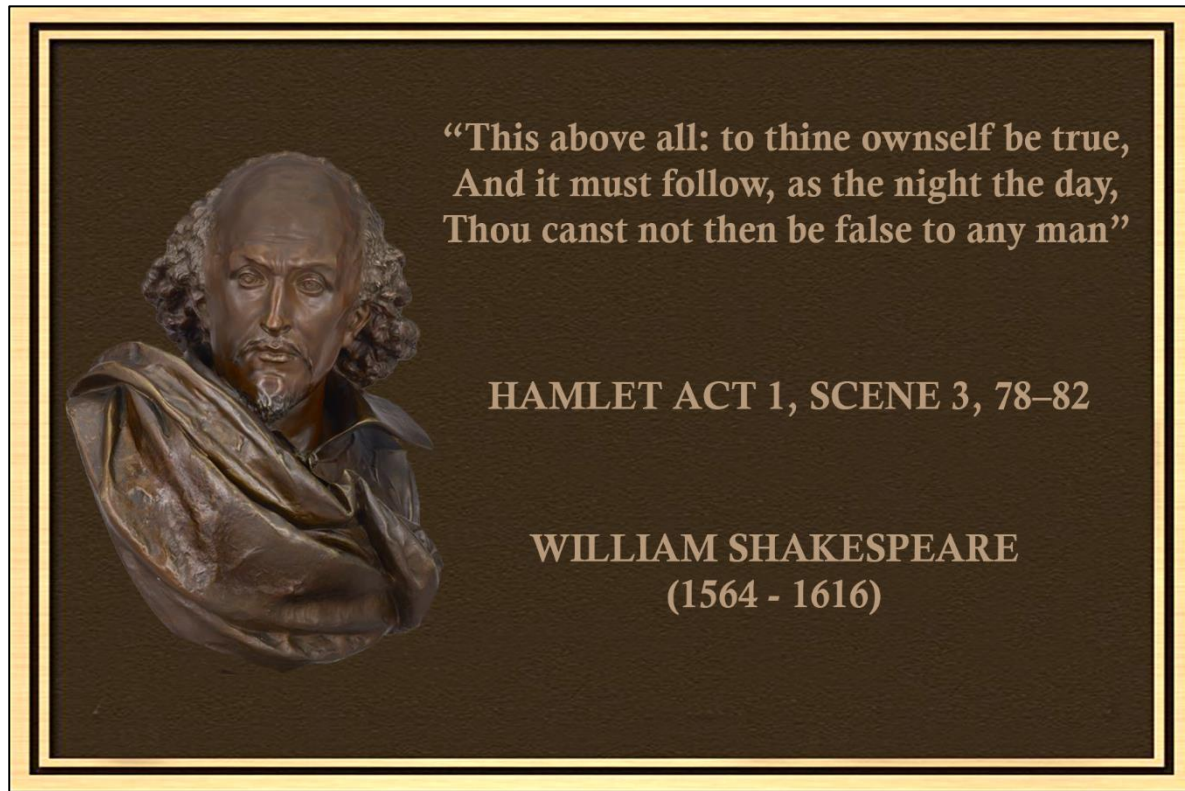 “This above all: to thine ownself be true,
And it must follow, as the night the day,
Thou canst not then be false to any man”
HAMLET ACT 1, SCENE 3, 78–82
WILLIAM SHAKESPEARE
(1564 - 1616)